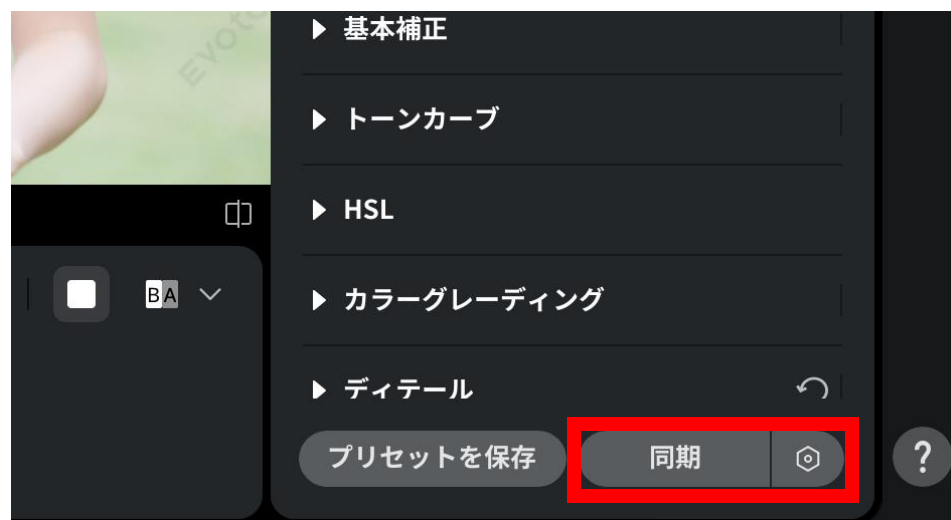 Evoto
▶ 基本補正
▶ トーンカーブ
▶ HSL
BA
▶ カラーグレーディング
▶ ディテール
プリセットを保存
同期
?